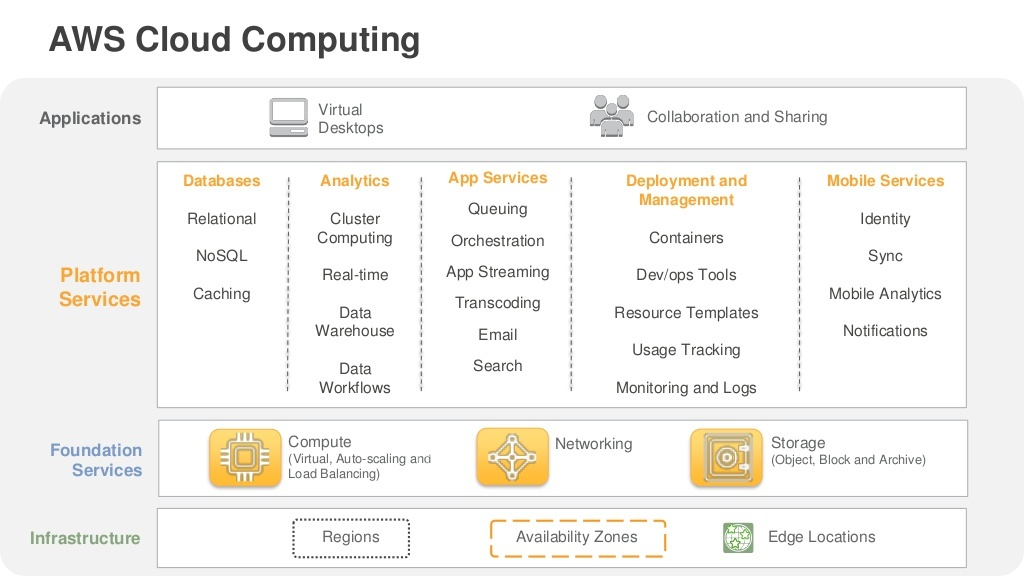 AWS Cloud Computing
Applications
Virtual
Desktops
Collaboration and Sharing
Platform
Services
Databases
Relational
NoSQL
Caching
Analytics
Cluster
Computing
Real-time
Data
Warehouse
Data
Workflows
App Services
Queuing
Orchestration
App Streaming
Transcoding
Email
Search
Deployment and
Management
Containers
Dev/ops Tools
Resource Templates
Usage Tracking
Monitoring and Logs
Mobile Services
Identity
Sync
Mobile Analytics
Notifications
Foundation
Services
Compute
(Virtual, Auto-scaling and
Load Balancing)
Networking
Storage
(Object, Block and Archive)
Infrastructure
Regions
Availability Zones
Edge Locations